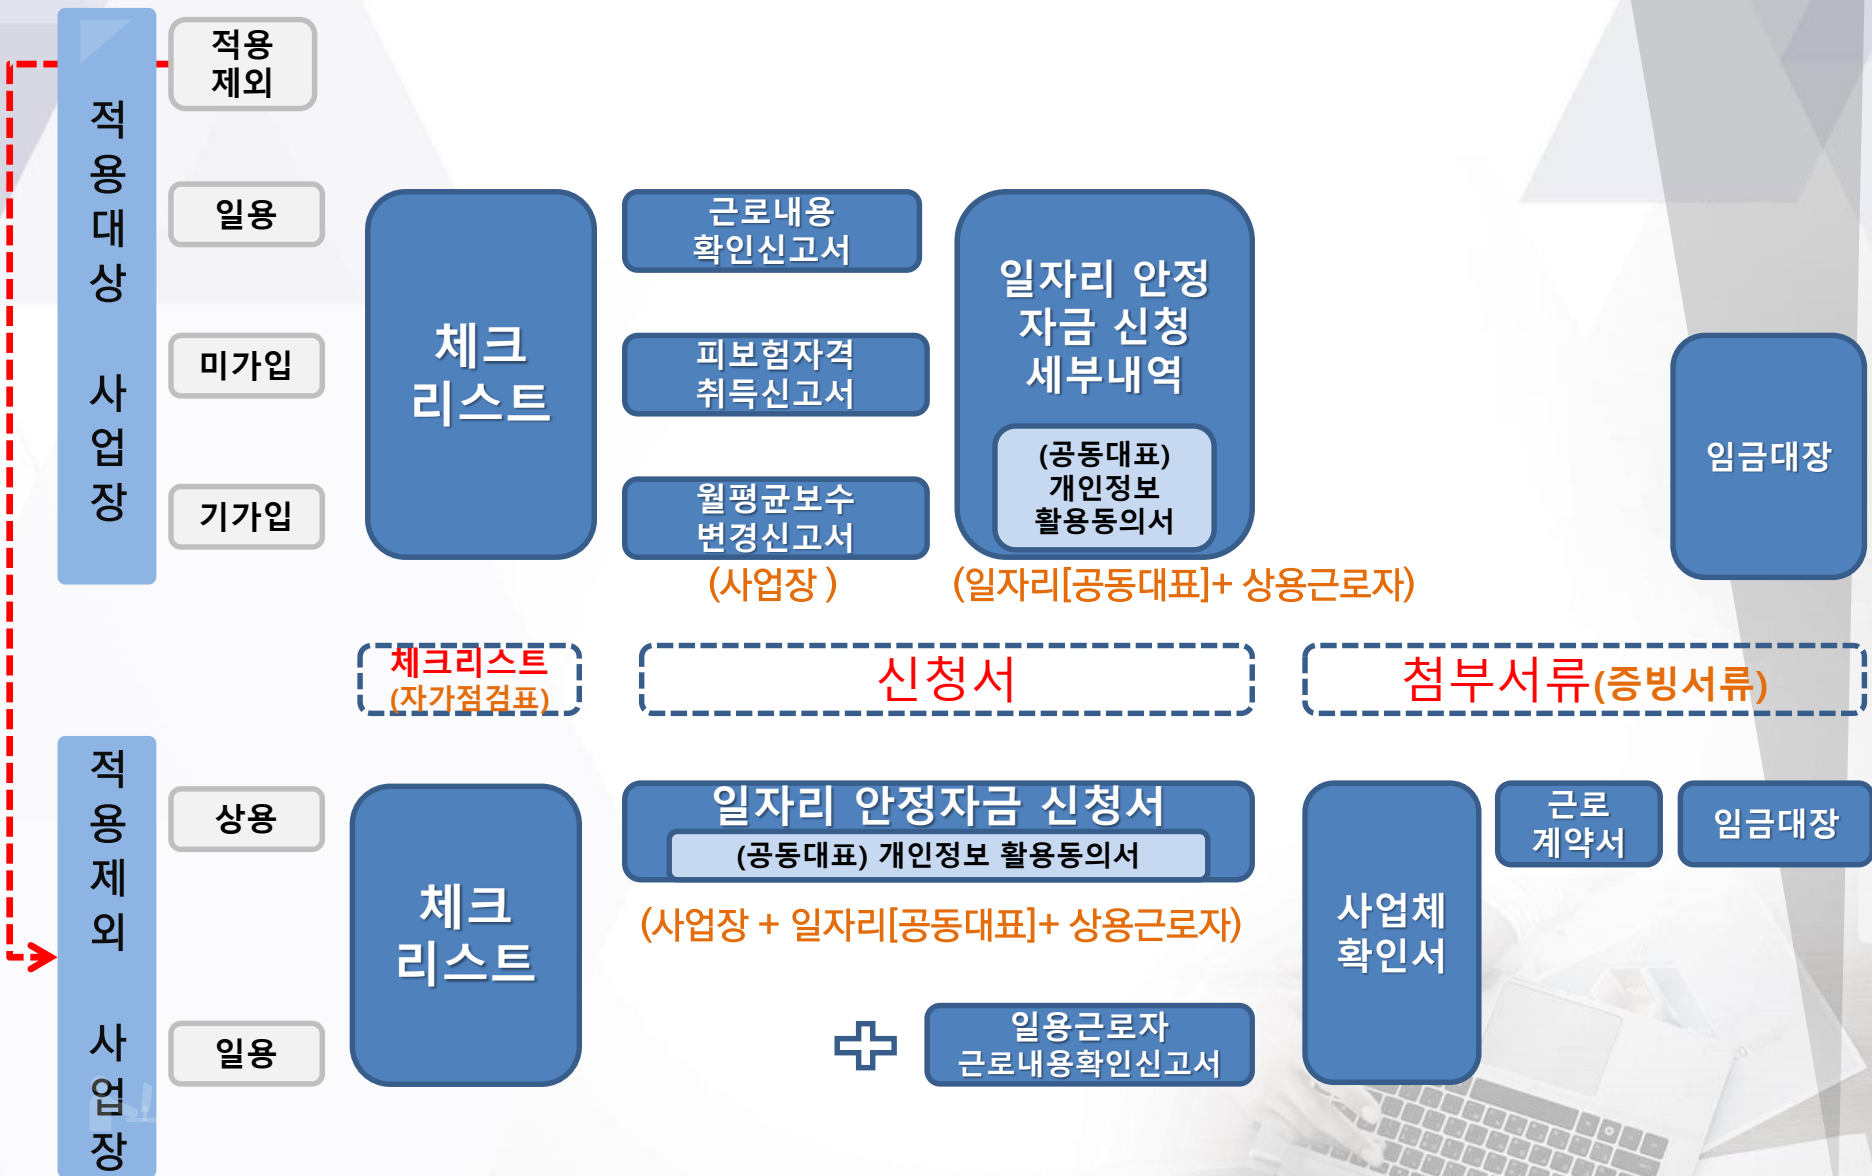 적용대상 사업장
적용
제외
일용
미가입
기가입
체크
리스트
근로내용
확인신고서
피보험자격
취득신고서
월평균보수
변경신고서
(사업장 )
일자리 안정
자금 신청
세부내역
(공동대표)
개인정보
활용동의서
(일자리[공동대표]+ 상용근로자)
임금대장
체크리스트
(자가점검표)
신청서
첨부서류(증빙서류)
적용제외 사업장
상용
일용
체크
리스트
일자리 안정자금 신청서
(공동대표) 개인정보 활용동의서
(사업장 + 일자리[공동대표]+ 상용근로자)
일용근로자
근로내용확인신고서
사업체
확인서
근로
계약서
임금대장